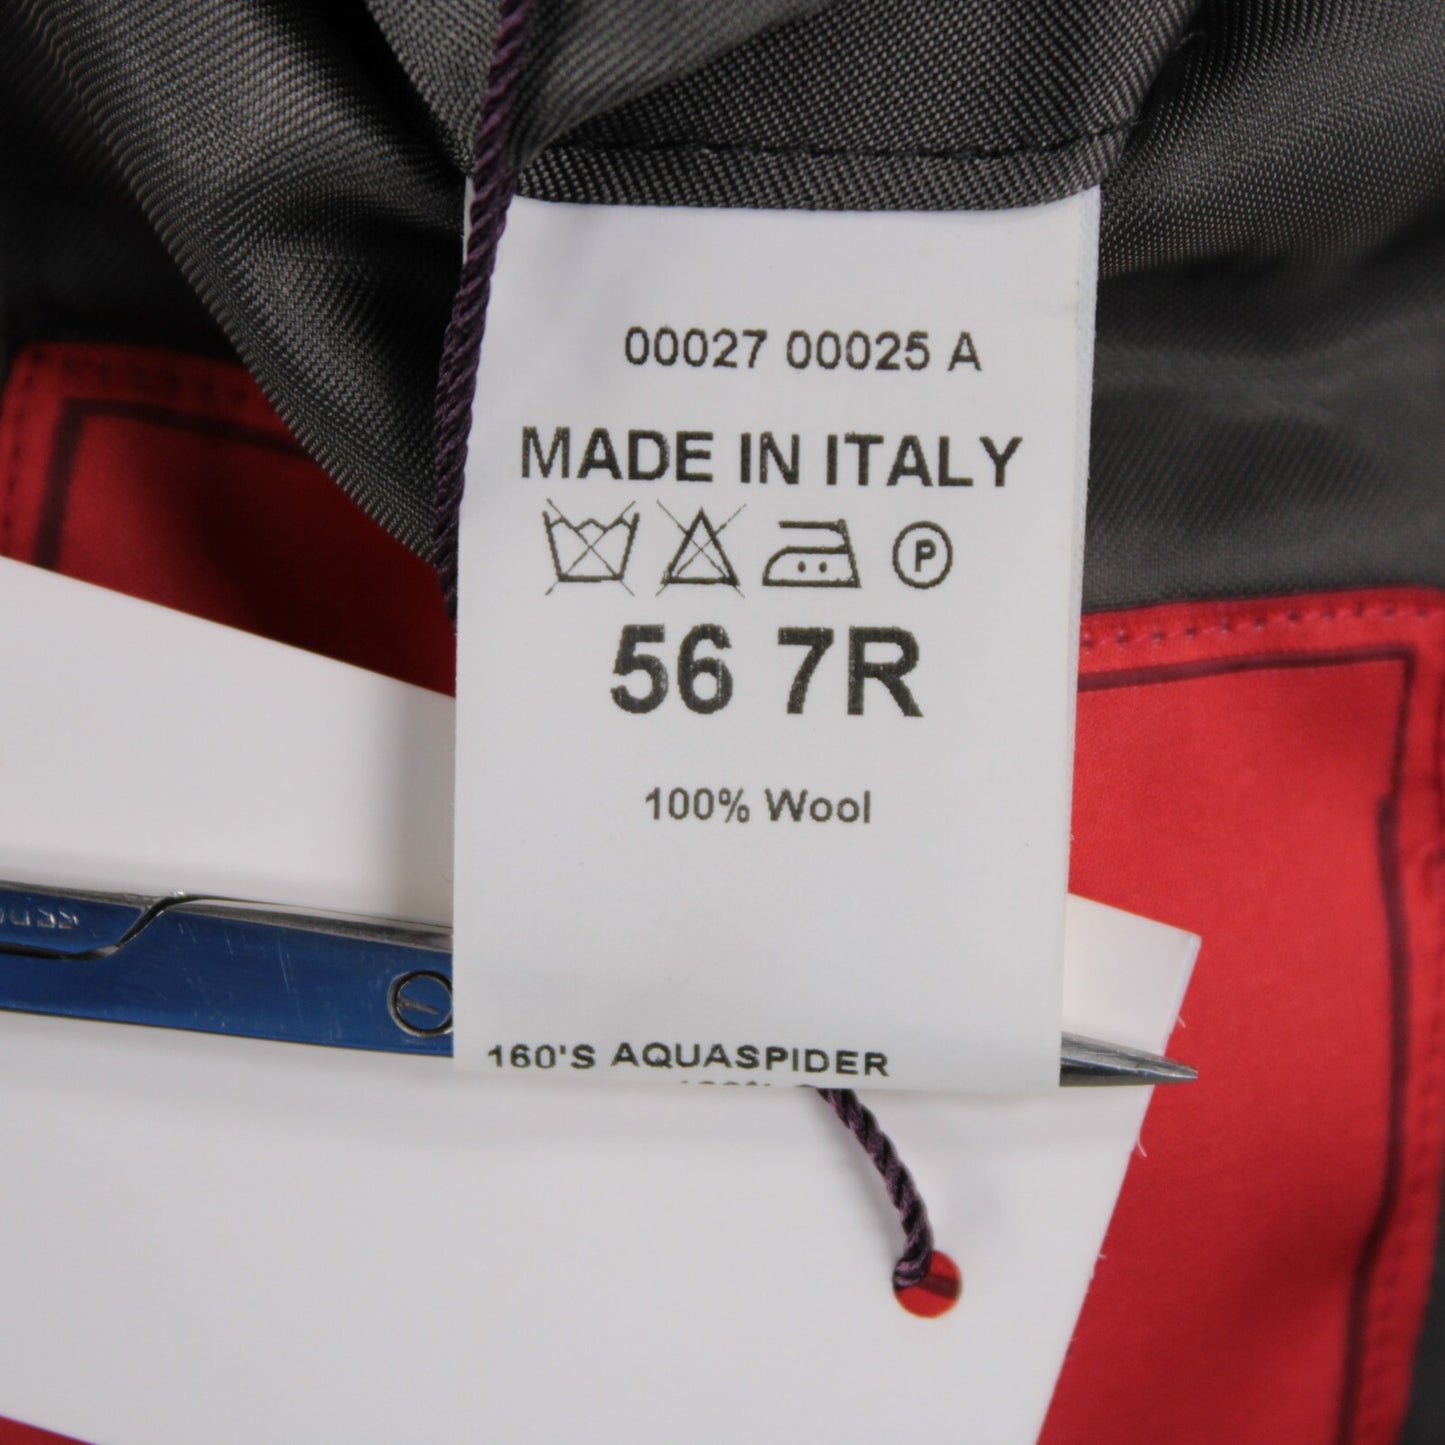 00027 00025 A
MADE IN ITALY
P
56 7R
100% Wool
160'S AQUASPIDER